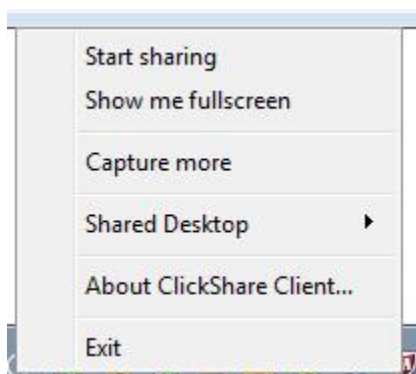 Start sharing
Show me fullscreen
Capture more
Shared Desktop
About ClickShare Client...
Exit